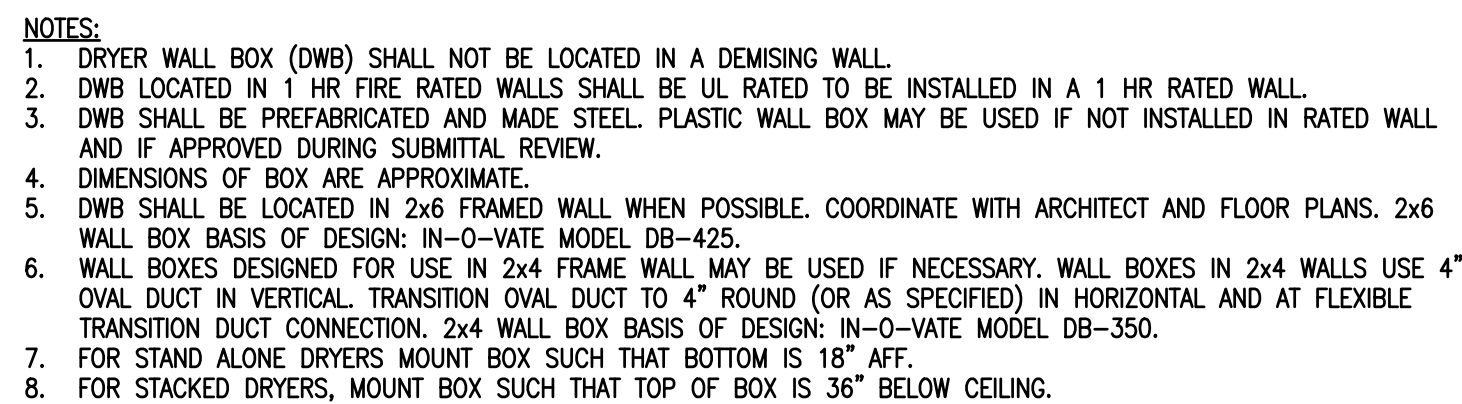 NOTES:
1. DRYER WALL BOX (DWB) SHALL NOT BE LOCATED IN A DEMISING WALL.
2. DWB LOCATED IN 1 HR FIRE RATED WALLS SHALL BE UL RATED TO BE INSTALLED IN A 1 HR RATED WALL.
3. DWB SHALL BE PREFABRICATED AND MADE STEEL. PLASTIC WALL BOX MAY BE USED IF NOT INSTALLED IN RATED WALL
AND IF APPROVED DURING SUBMITTAL REVIEW.
4. DIMENSIONS OF BOX ARE APPROXIMATE.
5. DWB SHALL BE LOCATED IN 2x6 FRAMED WALL WHEN POSSIBLE. COORDINATE WITH ARCHITECT AND FLOOR PLANS. 2x6
WALL BOX BASIS OF DESIGN: IN-O-VATE MODEL DB-425.
6. WALL BOXES DESIGNED FOR USE IN 2x4 FRAME WALL MAY BE USED IF NECESSARY. WALL BOXES IN 2x4 WALLS USE 4"
OVAL DUCT IN VERTICAL. TRANSITION OVAL DUCT TO 4" ROUND (OR AS SPECIFIED) IN HORIZONTAL AND AT FLEXIBLE
TRANSITION DUCT CONNECTION. 2x4 WALL BOX BASIS OF DESIGN: IN-O-VATE MODEL DB-350.
7. FOR STAND ALONE DRYERS MOUNT BOX SUCH THAT BOTTOM IS 18" AFF.
8. FOR STACKED DRYERS, MOUNT BOX SUCH THAT TOP OF BOX IS 36" BELOW CEILING.